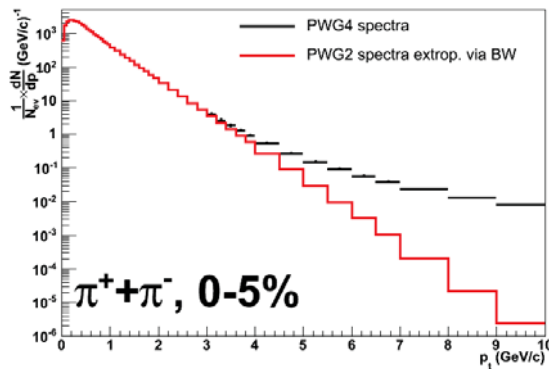 1/N_ev × dN/dp (GeV/c)^-1
PWG4 spectra
PWG2 spectra extrop. via BW
10^3
10^2
10
1
10^-1
10^-2
10^-3
10^-4
10^-5
10^-6
π^+ + π^-, 0-5%
0 1 2 3 4 5 6 7 8 9 10
p_t (GeV/c)